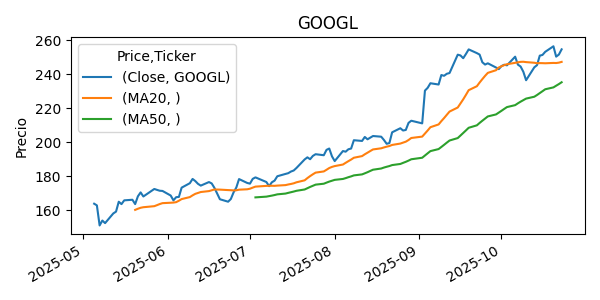 GOOGL
Price,Ticker
(Close, GOOGL)
(MA20, )
(MA50, )
Precio
260
240
220
200
180
160
2025-05
2025-06
2025-07
2025-08
2025-09
2025-10